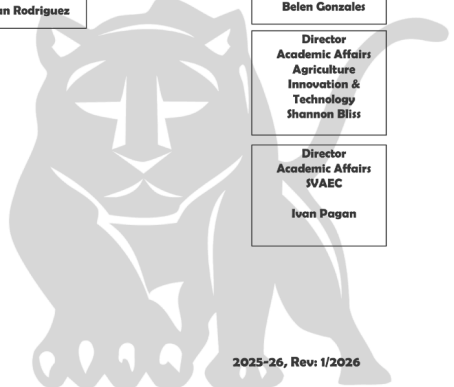 Rodriguez
Belen Gonzales
Director
Academic Affairs
Agriculture
Innovation &
Technology
Shannon Bliss
Director
Academic Affairs
SVAEC
Ivan Pagan
2025-26, Rev: 1/2026